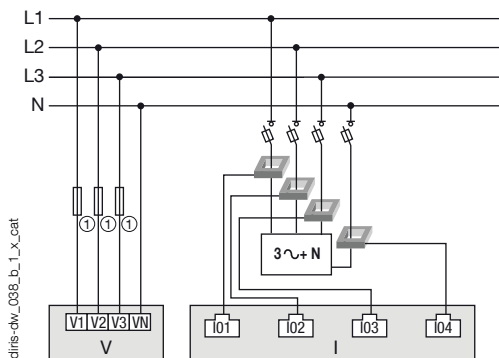 L1
L2
L3
N
1 1 1
diris-dw_038_b_1_x_cat
3~+ N
V1 V2 V3 VN
V
I01 I02 I03 I04
I